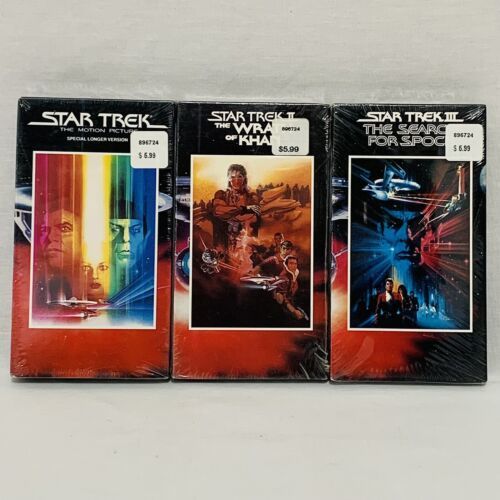 STAR TREK
THE MOTION PICTURE
SPECIAL LONGER VERSION
896724
$ 6.99
STAR TREK II
THE WRATH
OF KHAN
896724
$5.99
STAR TREK III
THE SEARCH
FOR SPOCK
896724
$ 6.99